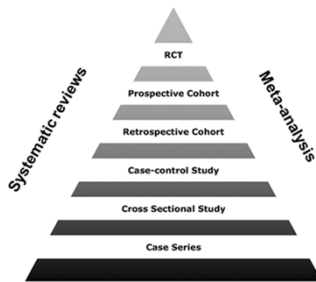 RCT
Prospective Cohort
Retrospective Cohort
Case-control Study
Cross Sectional Study
Case Series
Systematic reviews
Meta-analysis